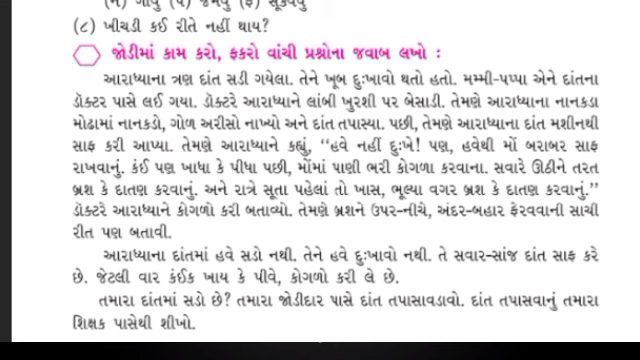 (ન) ગાવું (પ) જમવું (ફ) સૂકવવું
(૮) ખીચડી કઈ રીતે નહીં થાય?
જોડીમાં કામ કરો, ફકરો વાંચી પ્રશ્નોના જવાબ લખો :
આરાધ્યાના ત્રણ દાંત સડી ગયેલા. તેને ખૂબ દુઃખાવો થતો હતો. મમ્મી-પપ્પા એને દાંતના
ડૉક્ટર પાસે લઈ ગયા. ડૉક્ટરે આરાધ્યાને લાંબી ખુરશી પર બેસાડી. તેમણે આરાધ્યાના નાનકડા
મોઢામાં નાનકડો, ગોળ અરીસો નાખ્યો અને દાંત તપાસ્યા. પછી, તેમણે આરાધ્યાના દાંત મશીનથી
સાફ કરી આપ્યા. તેમણે આરાધ્યાને કહ્યું, “હવે નહીં દુઃખે! પણ, હવેથી મોં બરાબર સાફ
રાખવાનું. કંઈ પણ ખાધા કે પીધા પછી, મોંમાં પાણી ભરી કોગળા કરવાના. સવારે ઊઠીને તરત
બ્રશ કે દાતણ કરવાનું. અને રાત્રે સૂતા પહેલાં તો ખાસ, ભૂલ્યા વગર બ્રશ કે દાતણ કરવાનું.”
ડૉક્ટરે આરાધ્યાને કોગળો કરી બતાવ્યો. તેમણે બ્રશને ઉપર-નીચે, અંદર-બહાર ફેરવવાની સાચી
રીત પણ બતાવી.
આરાધ્યાના દાંતમાં હવે સડો નથી. તેને હવે દુઃખાવો નથી. તે સવાર-સાંજ દાંત સાફ કરે
છે. જેટલી વાર કંઈક ખાય કે પીવે, કોગળો કરી લે છે.
તમારા દાંતમાં સડો છે? તમારા જોડીદાર પાસે દાંત તપાસાવડાવો. દાંત તપાસવાનું તમારા
શિક્ષક પાસેથી શીખો.